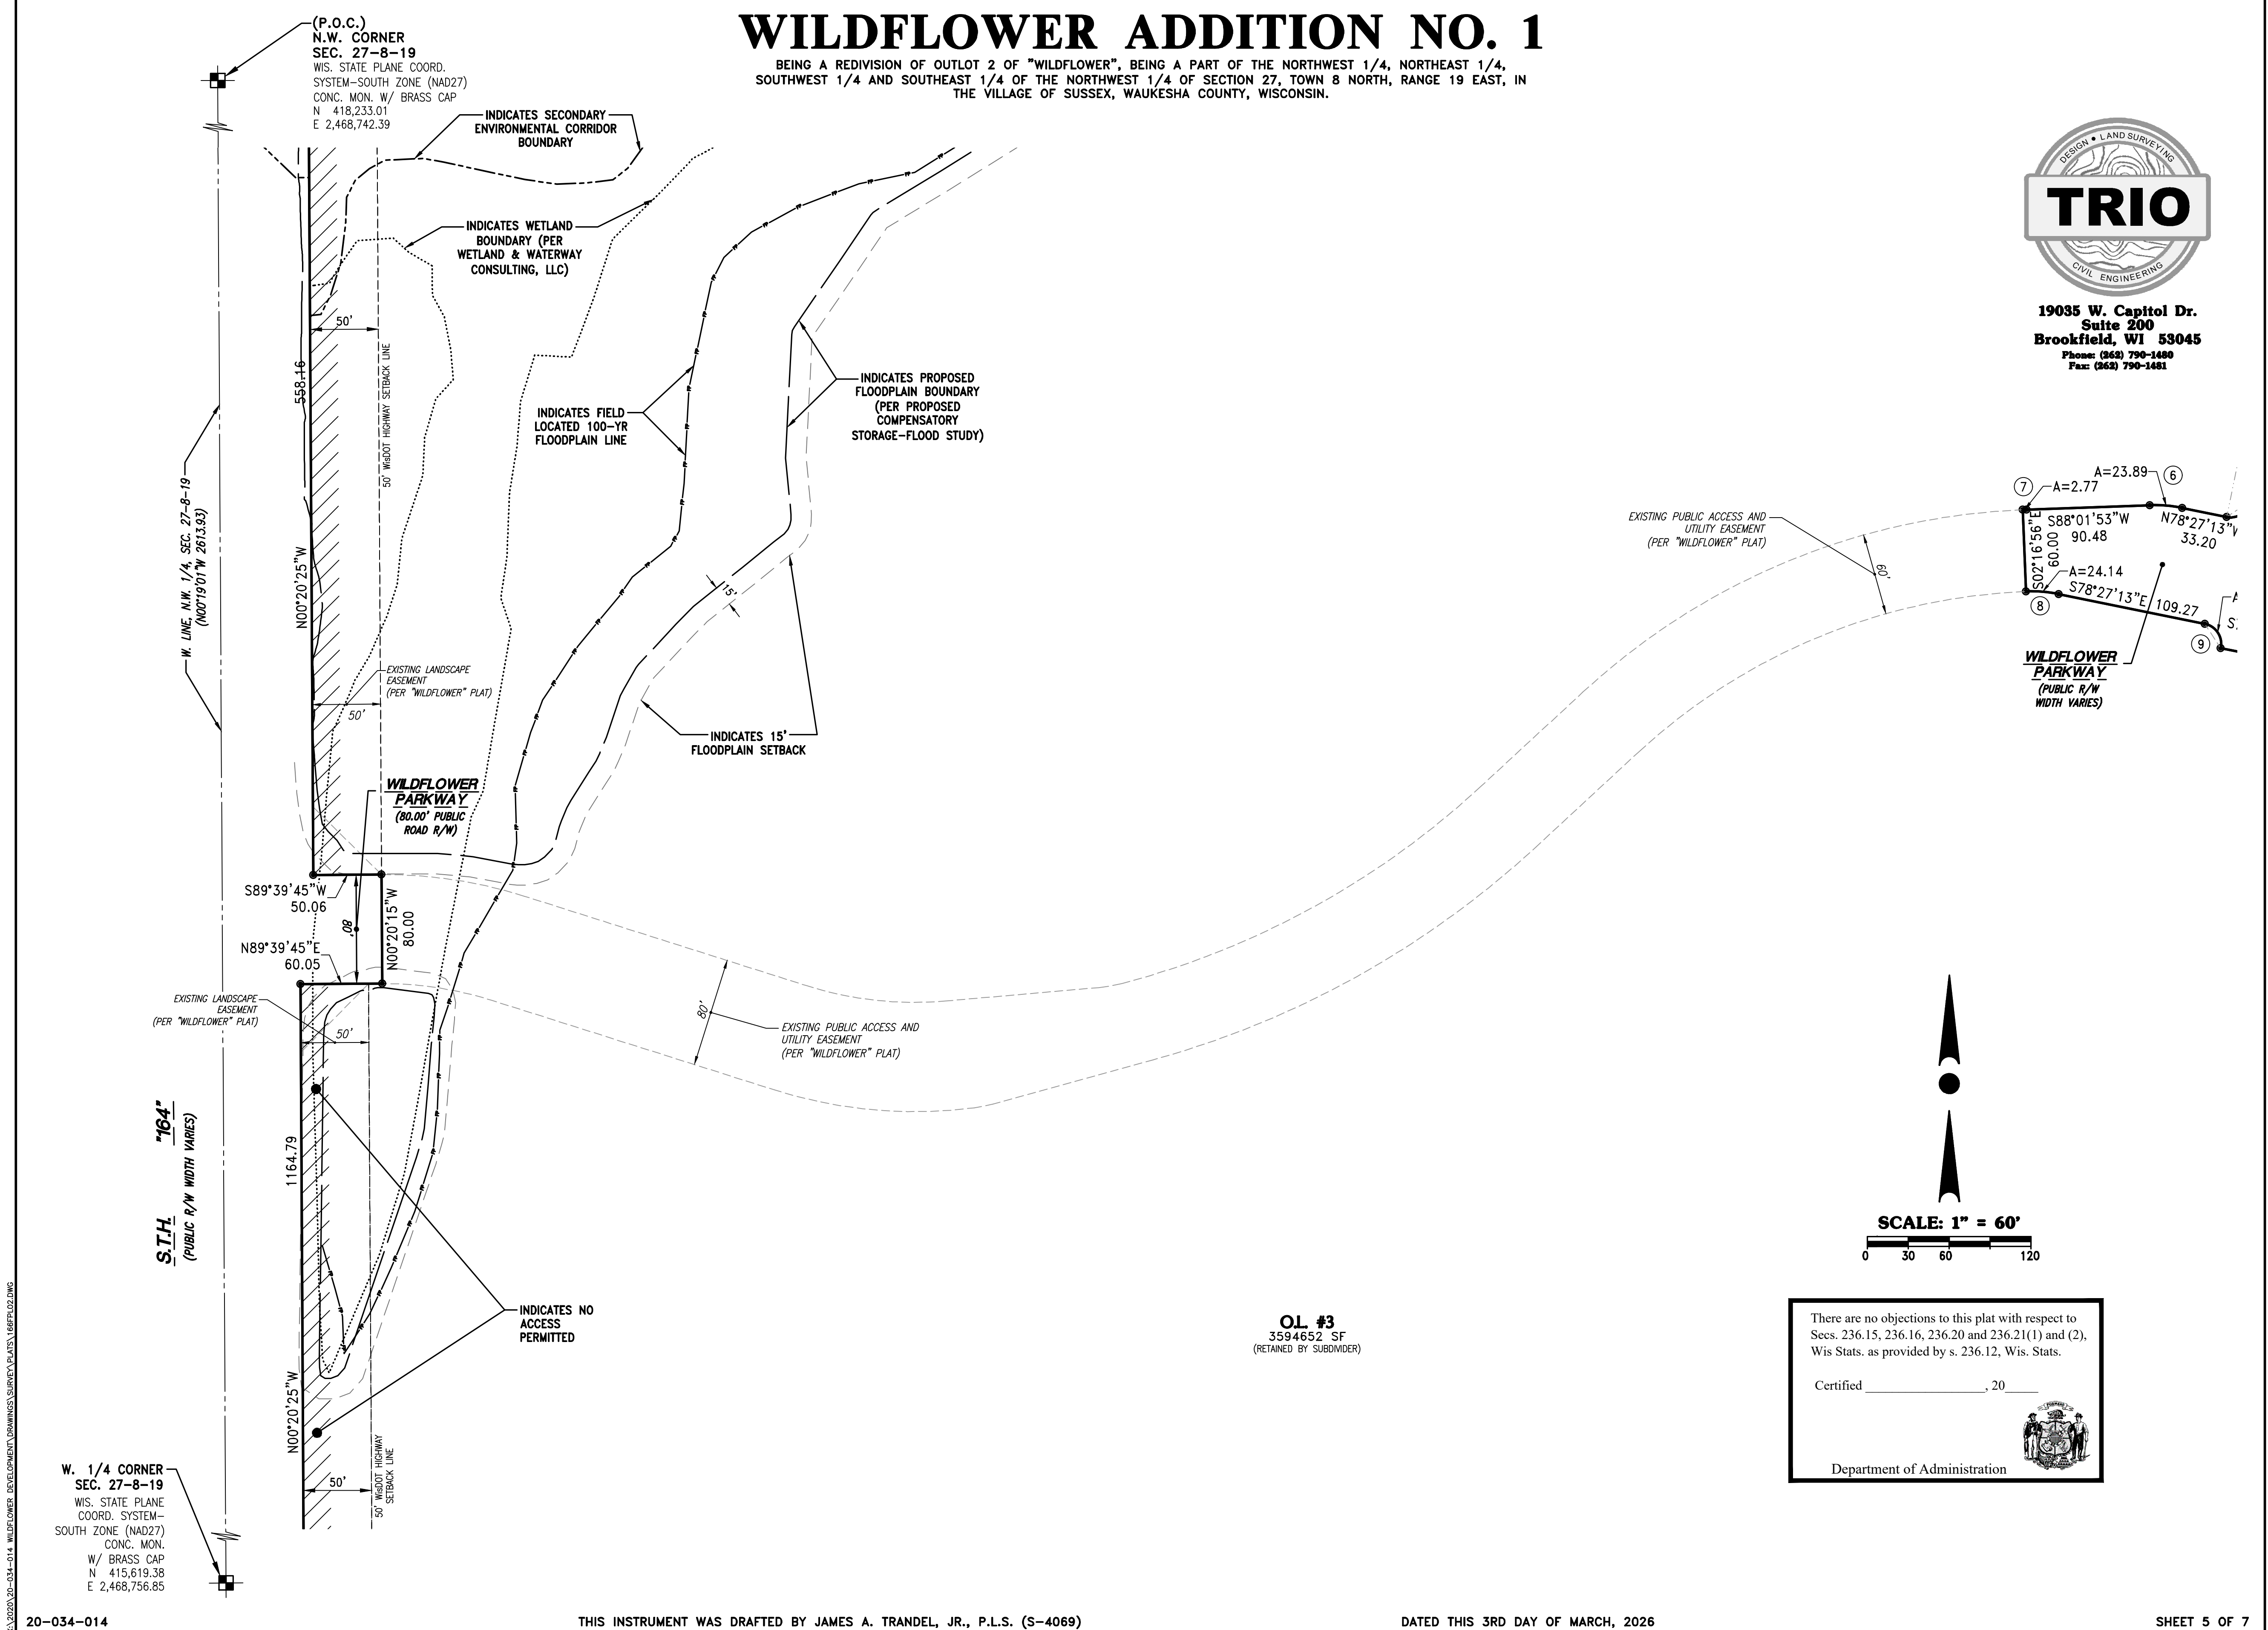 WILDFLOWER ADDITION NO. 1
BEING A REDIVISION OF OUTLOT 2 OF "WILDFLOWER", BEING A PART OF THE NORTHWEST 1/4, NORTHEAST 1/4,
SOUTHWEST 1/4 AND SOUTHEAST 1/4 OF THE NORTHWEST 1/4 OF SECTION 27, TOWN 8 NORTH, RANGE 19 EAST, IN
THE VILLAGE OF SUSSEX, WAUKESHA COUNTY, WISCONSIN.
(P.O.C.)
N.W. CORNER
SEC. 27-8-19
WIS. STATE PLANE COORD.
SYSTEM-SOUTH ZONE (NAD27)
CONC. MON. W/ BRASS CAP
N 418,233.01
E 2,468,742.39
INDICATES SECONDARY
ENVIRONMENTAL CORRIDOR
BOUNDARY
INDICATES WETLAND
BOUNDARY (PER
WETLAND & WATERWAY
CONSULTING, LLC)
DESIGN • LAND SURVEYING
TRIO
CIVIL ENGINEERING
19035 W. Capitol Dr.
Suite 200
Brookfield, WI 53045
Phone: (262) 790-1480
Fax: (262) 790-1481
50'
558.16
50' WisDOT HIGHWAY SETBACK LINE
INDICATES FIELD
LOCATED 100-YR
FLOODPLAIN LINE
INDICATES PROPOSED
FLOODPLAIN BOUNDARY
(PER PROPOSED
COMPENSATORY
STORAGE-FLOOD STUDY)
W. LINE, N.W. 1/4, SEC. 27-8-19
(N00°19'01"W 2613.93)
N00°20'25"W
15'
EXISTING LANDSCAPE
EASEMENT
(PER "WILDFLOWER" PLAT)
50'
INDICATES 15'
FLOODPLAIN SETBACK
EXISTING PUBLIC ACCESS AND
UTILITY EASEMENT
(PER "WILDFLOWER" PLAT)
60'
7
A=2.77
A=23.89
6
S88°01'53"W
90.48
N78°27'13"W
33.20
S02°16'56"E
60.00
A=24.14
S78°27'13"E 109.27
8
9
A
S
WILDFLOWER
PARKWAY
(PUBLIC R/W
WIDTH VARIES)
WILDFLOWER
PARKWAY
(80.00' PUBLIC
ROAD R/W)
S89°39'45"W
50.06
80'
N00°20'15"W
80.00
N89°39'45"E
60.05
EXISTING LANDSCAPE
EASEMENT
(PER "WILDFLOWER" PLAT)
50'
80'
EXISTING PUBLIC ACCESS AND
UTILITY EASEMENT
(PER "WILDFLOWER" PLAT)
S.T.H. "164"
(PUBLIC R/W WIDTH VARIES)
1164.79
N00°20'25"W
INDICATES NO
ACCESS
PERMITTED
50'
50' WisDOT HIGHWAY
SETBACK LINE
O.L. #3
3594652 SF
(RETAINED BY SUBDIVIDER)
SCALE: 1" = 60'
0 30 60 120
There are no objections to this plat with respect to
Secs. 236.15, 236.16, 236.20 and 236.21(1) and (2),
Wis Stats. as provided by s. 236.12, Wis. Stats.
Certified __________________, 20_____
Department of Administration
W. 1/4 CORNER
SEC. 27-8-19
WIS. STATE PLANE
COORD. SYSTEM-
SOUTH ZONE (NAD27)
CONC. MON.
W/ BRASS CAP
N 415,619.38
E 2,468,756.85
:\2020\20-034-014 WILDFLOWER DEVELOPMENT\DRAWINGS\SURVEY\PLATS\166FPL02.DWG
20-034-014
THIS INSTRUMENT WAS DRAFTED BY JAMES A. TRANDEL, JR., P.L.S. (S-4069)
DATED THIS 3RD DAY OF MARCH, 2026
SHEET 5 OF 7